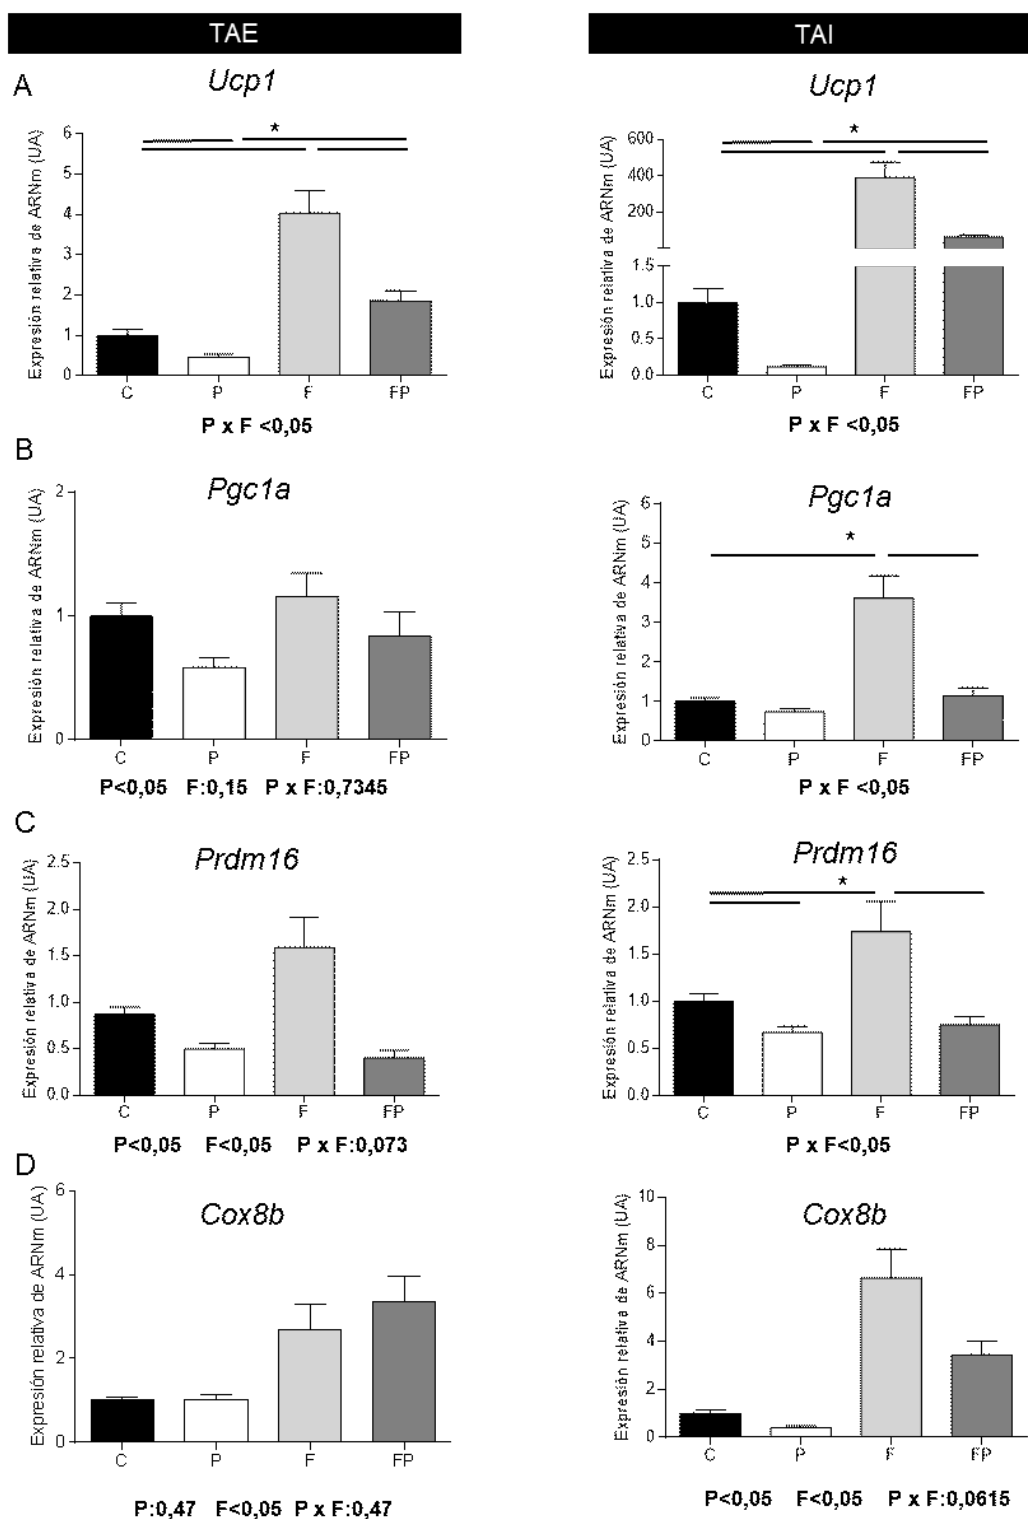 TAE
TAI
A
Ucp1
Ucp1
*
*
Expresión relativa de ARNm (UA)
6
5
4
3
2
1
0
C P F FP
P x F <0,05
Expresión relativa de ARNm (UA)
600
400
200
1.5
1.0
0.5
0.0
C P F FP
P x F <0,05
B
Pgc1a
Pgc1a
Expresión relativa de ARNm (UA)
2
1
0
C P F FP
P<0,05 F:0,15 P x F:0,7345
*
Expresión relativa de ARNm (UA)
6
5
4
3
2
1
0
C P F FP
P x F <0,05
C
Prdm16
Prdm16
Expresión relativa de ARNm (UA)
2.5
2.0
1.5
1.0
0.5
0.0
C P F FP
P<0,05 F<0,05 P x F:0,073
*
Expresión relativa de ARNm (UA)
2.5
2.0
1.5
1.0
0.5
0.0
C P F FP
P x F<0,05
D
Cox8b
Cox8b
Expresión relativa de ARNm (UA)
6
4
2
0
C P F FP
P:0,47 F<0,05 P x F:0,47
Expresión relativa de ARNm (UA)
10
8
6
4
2
0
C P F FP
P<0,05 F<0,05 P x F:0,0615